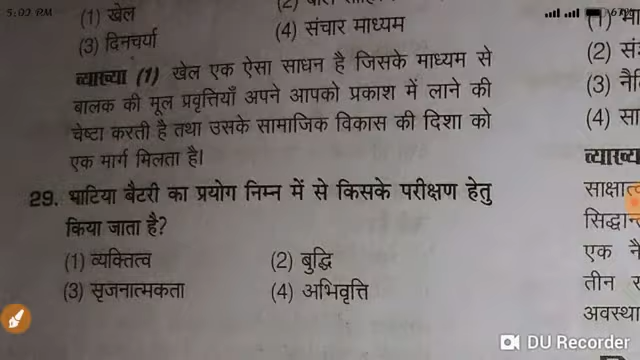 5:02 PM
(1) खेल
(3) दिनचर्या
(4) संचार माध्यम
व्याख्या (1) खेल एक ऐसा साधन है जिसके माध्यम से
बालक की मूल प्रवृत्तियाँ अपने आपको प्रकाश में लाने की
चेष्टा करती है तथा उसके सामाजिक विकास की दिशा को
एक मार्ग मिलता है।
29. भाटिया बैटरी का प्रयोग निम्न में से किसके परीक्षण हेतु
किया जाता है?
(1) व्यक्तित्व
(2) बुद्धि
(3) सृजनात्मकता
(4) अभिवृत्ति
(2)
(3)
(4)
एक
तीन
DU Recorder